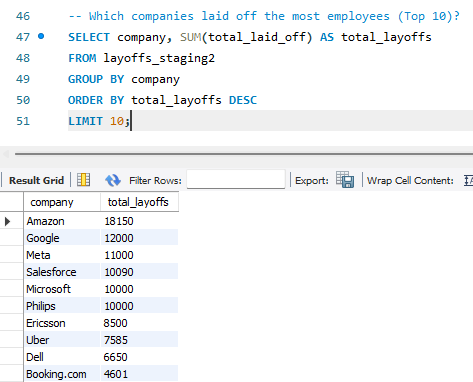 46 -- Which companies laid off the most employees (Top 10)?
47 SELECT company, SUM(total_laid_off) AS total_layoffs
48 FROM layoffs_staging2
49 GROUP BY company
50 ORDER BY total_layoffs DESC
51 LIMIT 10;
Result Grid Filter Rows: Export: Wrap Cell Content:
company total_layoffs
Amazon 18150
Google 12000
Meta 11000
Salesforce 10090
Microsoft 10000
Philips 10000
Ericsson 8500
Uber 7585
Dell 6650
Booking.com 4601